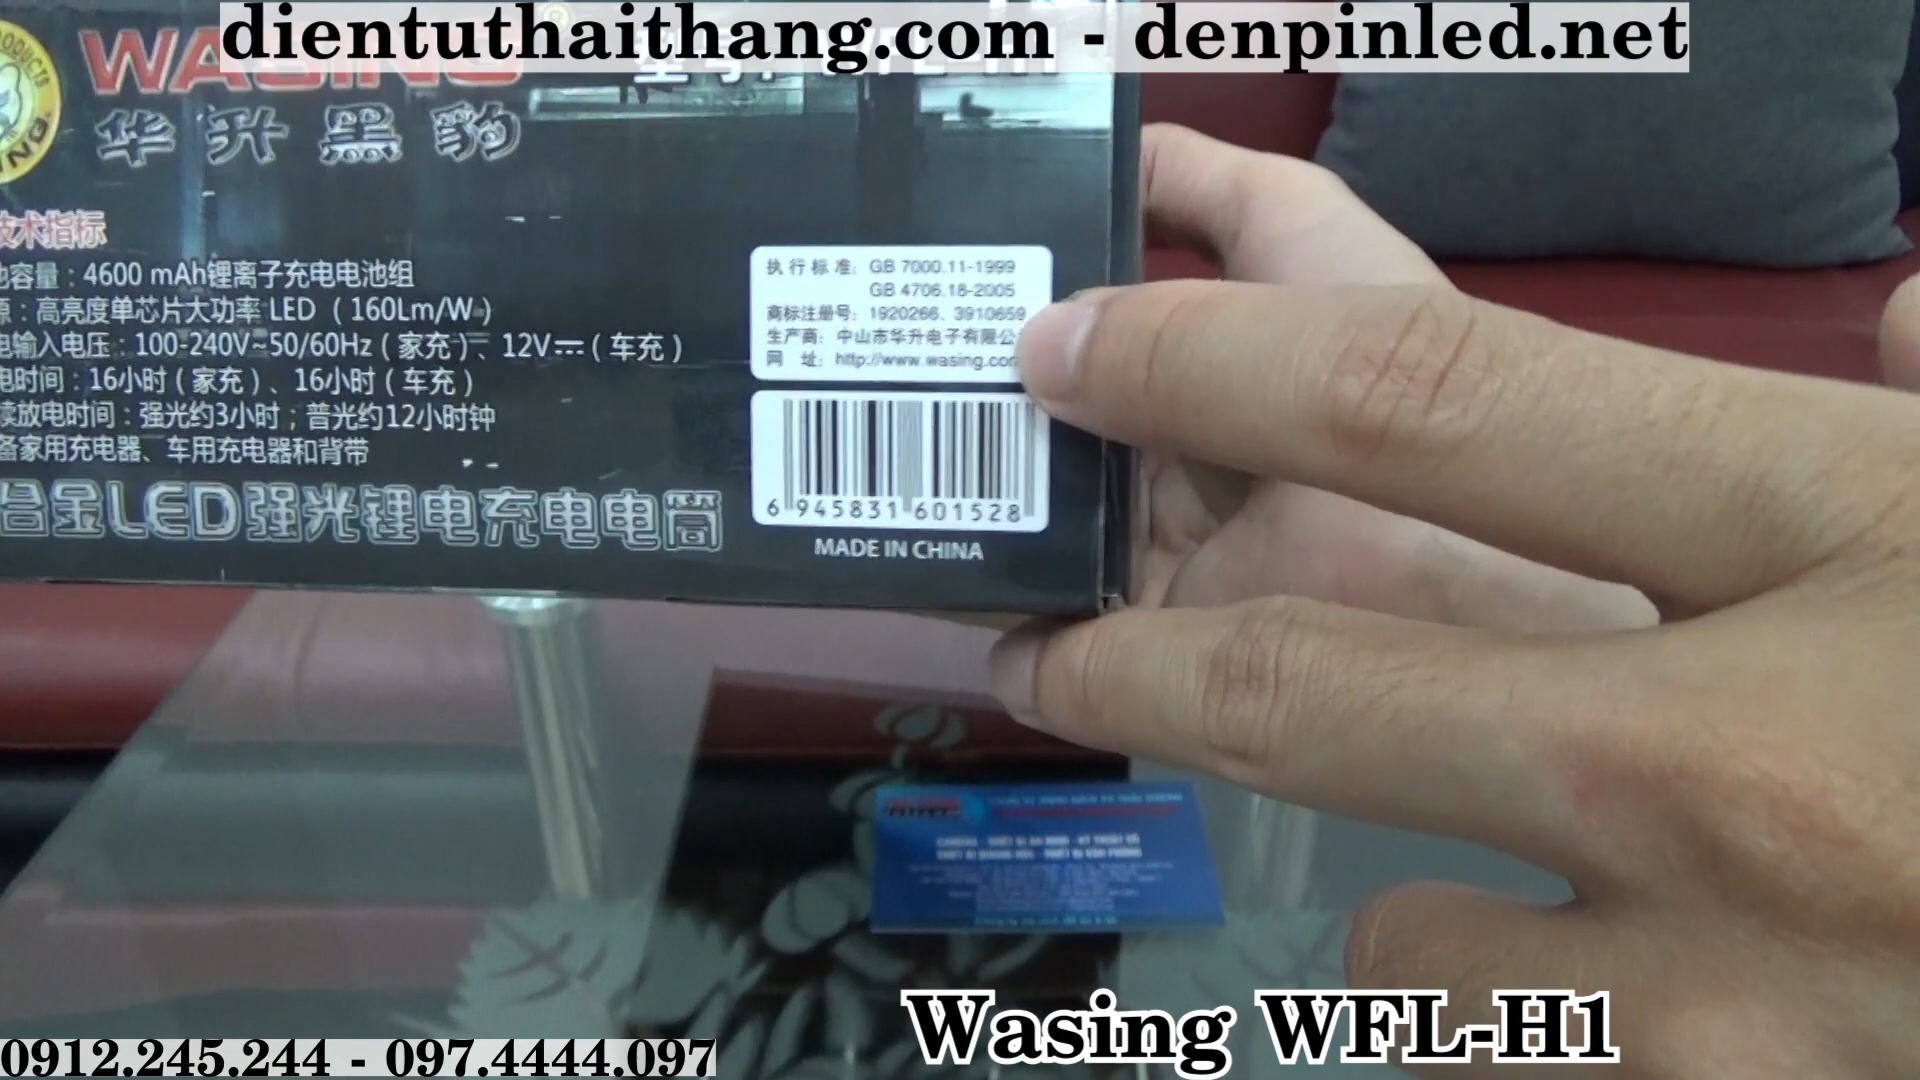 dientuthaithang.com - denpinled.net
WASING
华升黑豹
技术指标
池容量：4600 mAh锂离子充电电池组
源：高亮度单芯片大功率 LED （160Lm/W ）
电输入电压：100-240V~50/60Hz（家充）、12V⎓（车充）
电时间：16小时（家充）、16小时（车充）
续放电时间：强光约3小时；普光约12小时钟
备家用充电器、车用充电器和背带
合金LED强光锂电充电电筒
执行标准：GB 7000.11-1999
GB 4706.18-2005
商标注册号：1920266、3910659
生产商：中山市华升电子有限公
网 址：http://www.wasing.com
6 945831 601528
MADE IN CHINA
Wasing WFL-H1
0912.245.244 - 097.4444.097